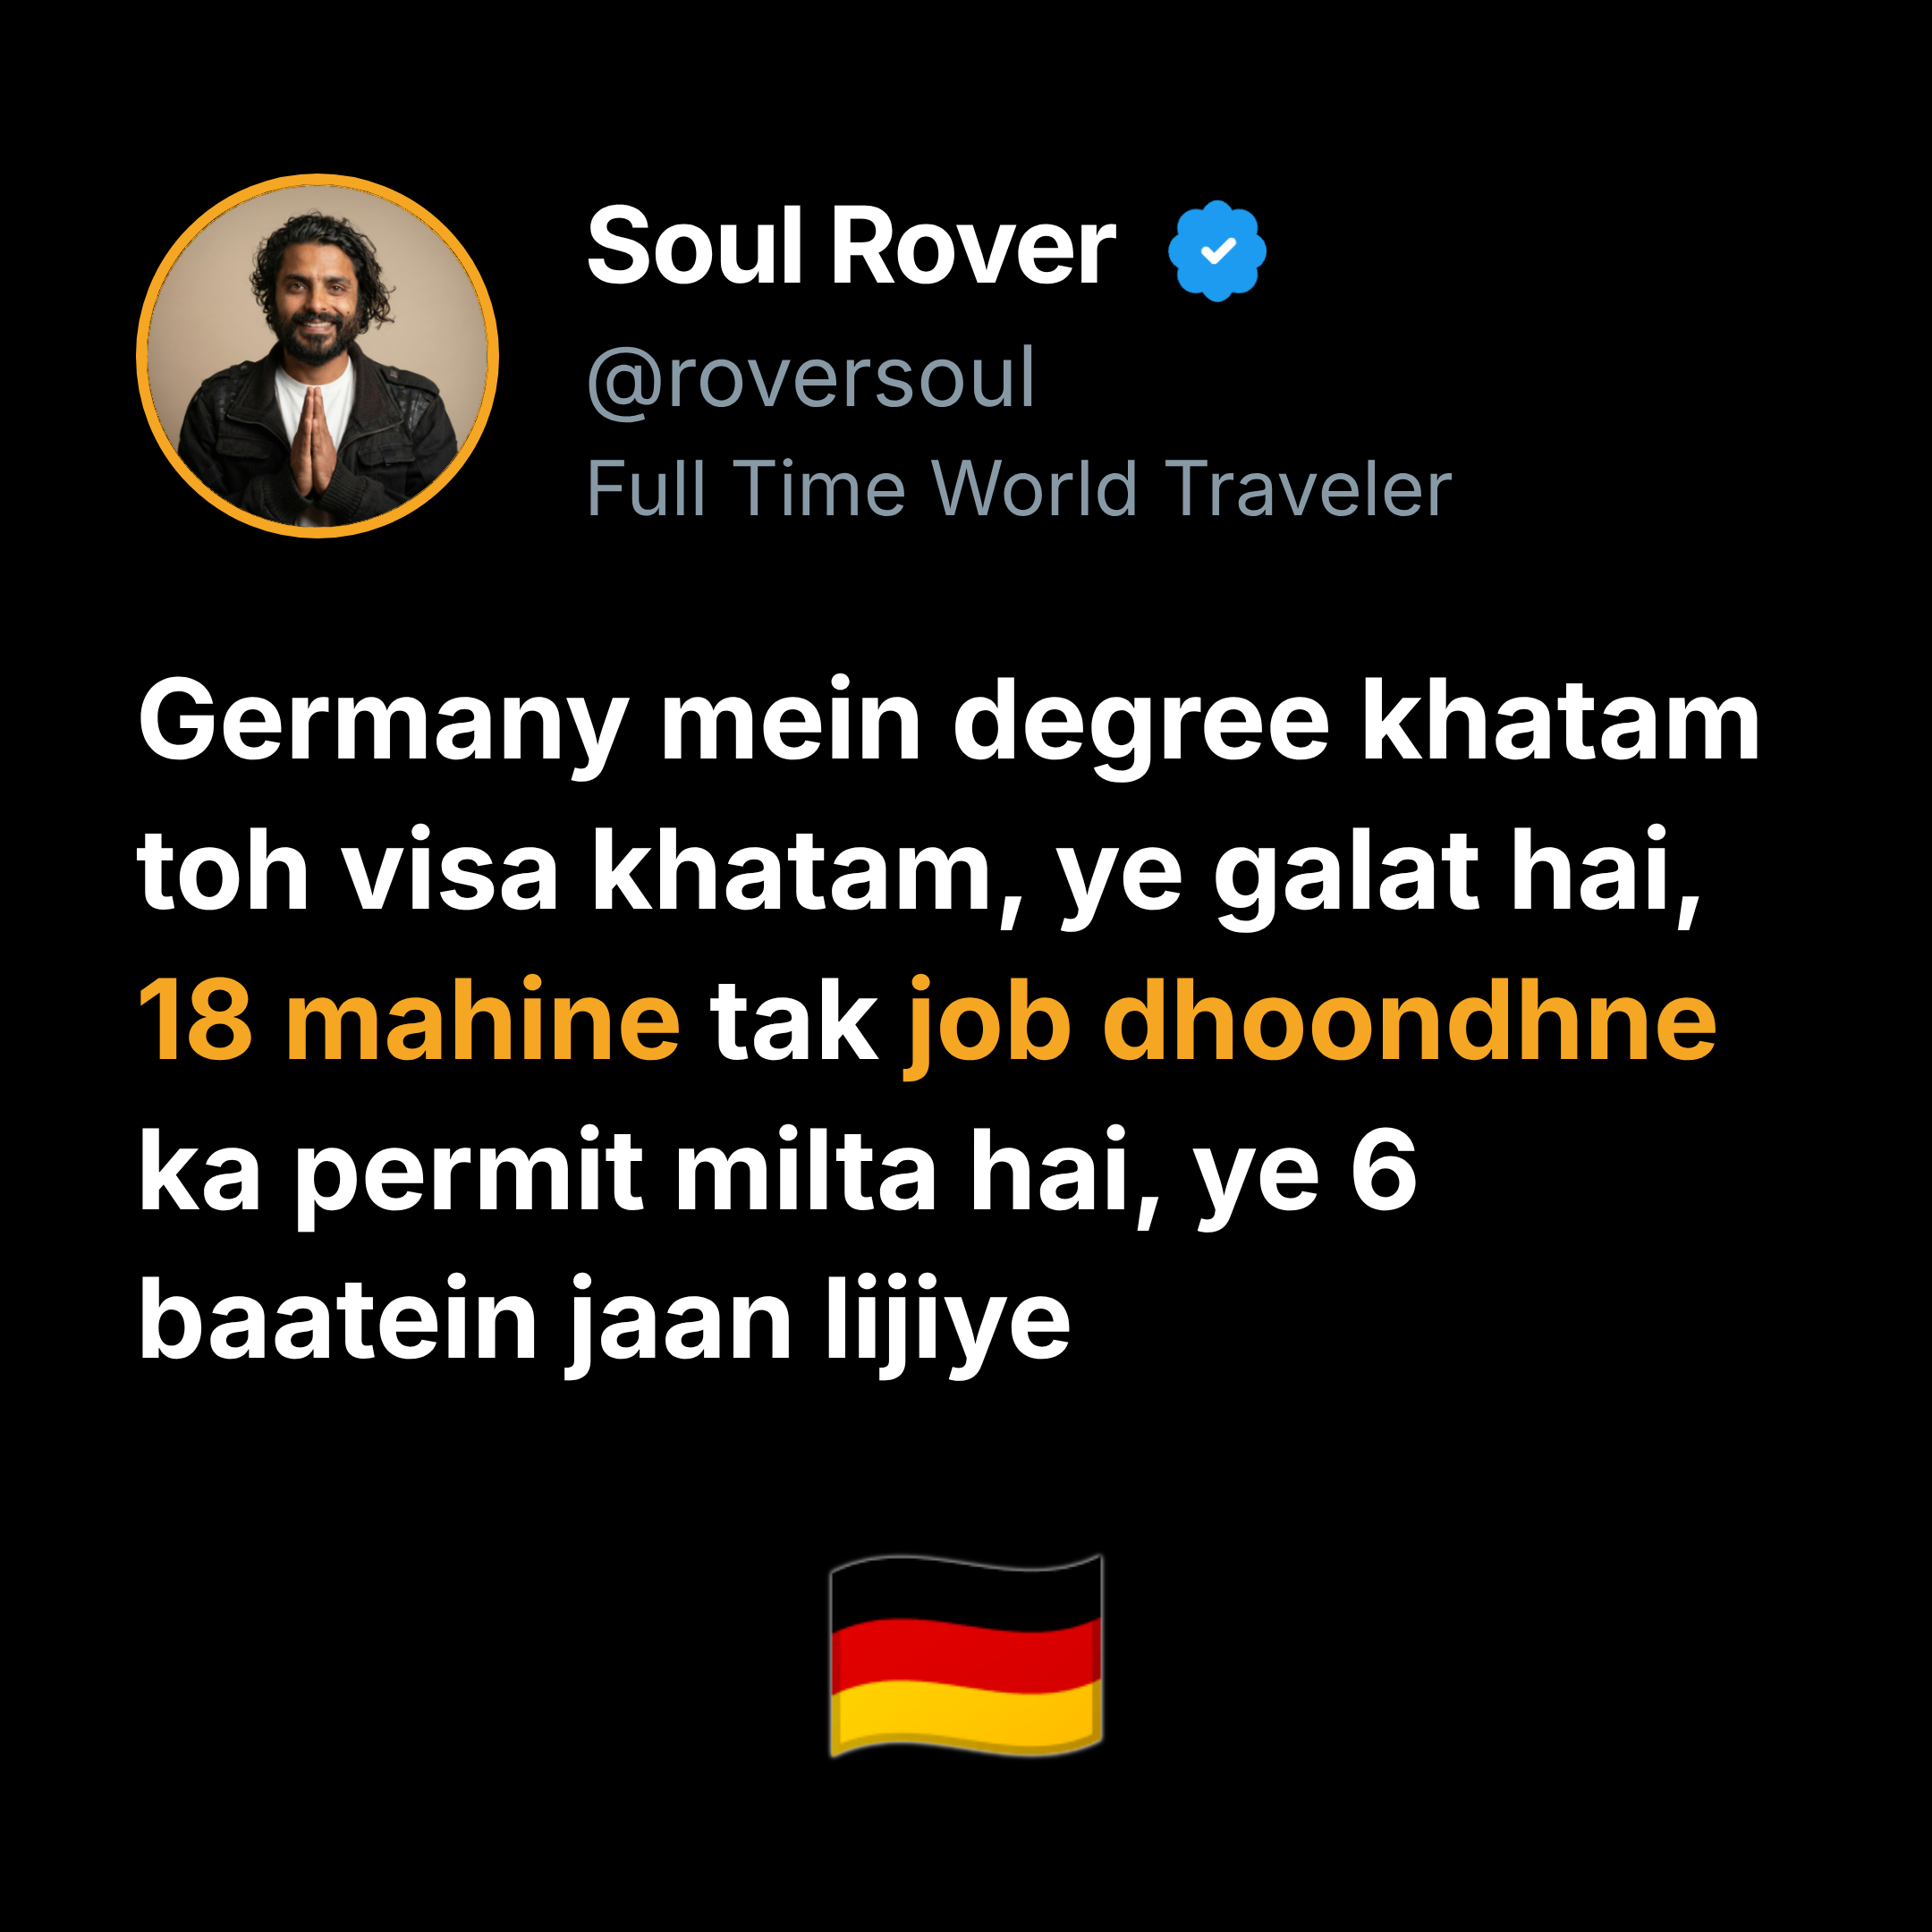 Soul Rover
@roversoul
Full Time World Traveler
Germany mein degree khatam
toh visa khatam, ye galat hai,
18 mahine tak job dhoondhne
ka permit milta hai, ye 6
baatein jaan lijiye